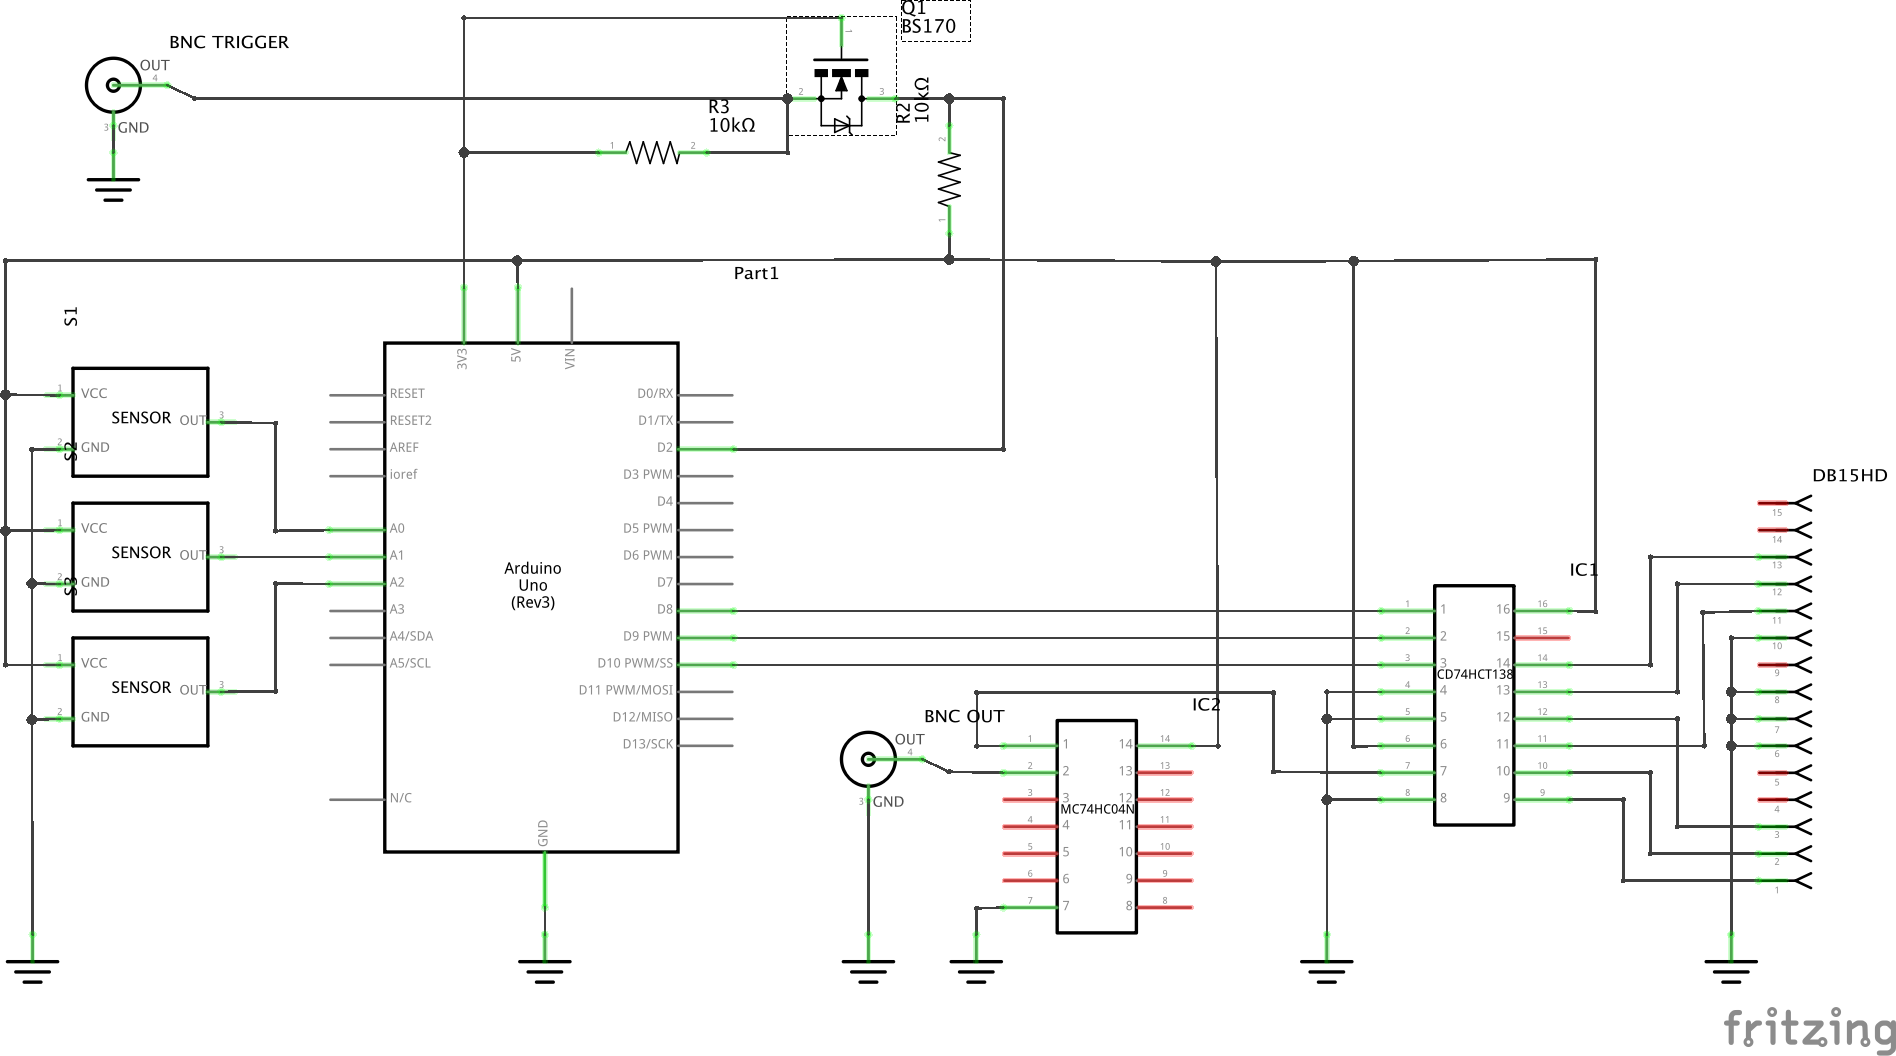 Q1
BS170
BNC TRIGGER
OUT
4
1
3
GND
2
3
R3
10kΩ
R2
10kΩ
1
2
2
1
Part1
S1
3V3
5V
VIN
1
VCC
SENSOR
OUT
3
2
GND
S2
1
VCC
SENSOR
OUT
3
2
GND
S3
1
VCC
SENSOR
OUT
3
2
GND
RESET
RESET2
AREF
ioref
A0
A1
A2
A3
A4/SDA
A5/SCL
N/C
Arduino
Uno
(Rev3)
D0/RX
D1/TX
D2
D3 PWM
D4
D5 PWM
D6 PWM
D7
D8
D9 PWM
D10 PWM/SS
D11 PWM/MOSI
D12/MISO
D13/SCK
GND
BNC OUT
OUT
4
3
GND
IC2
1 1 14 14
2 2 13 13
3 3 12 12
MC74HC04N
4 4 11 11
5 5 10 10
6 6 9 9
7 7 8 8
IC1
1 1 16 16
2 2 15 15
3 3 14 14
CD74HCT138
4 4 13 13
5 5 12 12
6 6 11 11
7 7 10 10
8 8 9 9
DB15HD
15
14
13
12
11
10
9
8
7
6
5
4
3
2
1
fritzing